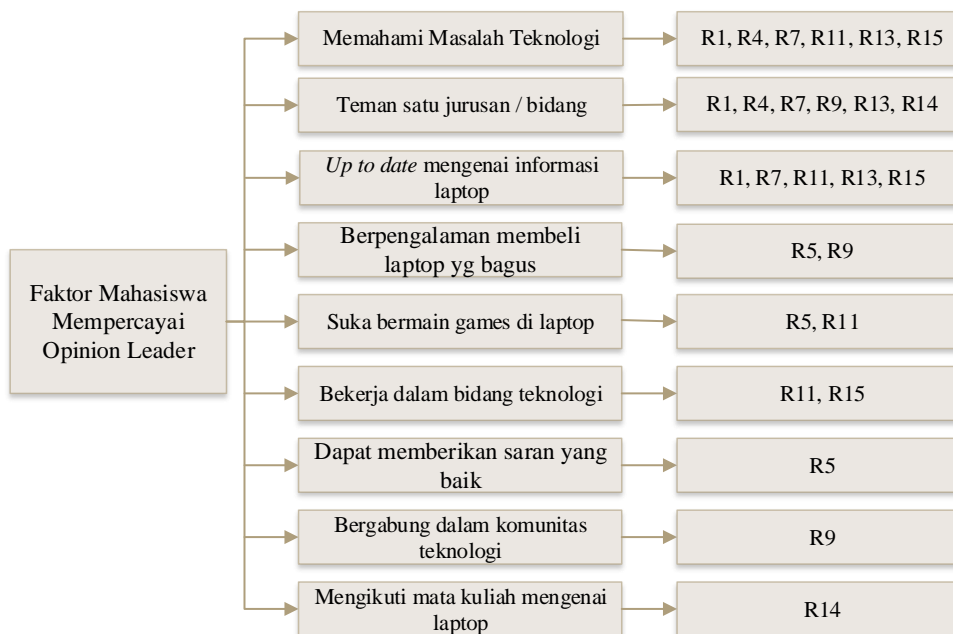 Memahami Masalah Teknologi
R1, R4, R7, R11, R13, R15
Teman satu jurusan / bidang
R1, R4, R7, R9, R13, R14
Up to date mengenai informasi
laptop
R1, R7, R11, R13, R15
Berpengalaman membeli
laptop yg bagus
R5, R9
Faktor Mahasiswa
Mempercayai
Opinion Leader
Suka bermain games di laptop
R5, R11
Bekerja dalam bidang teknologi
R11, R15
Dapat memberikan saran yang
baik
R5
Bergabung dalam komunitas
teknologi
R9
Mengikuti mata kuliah mengenai
laptop
R14